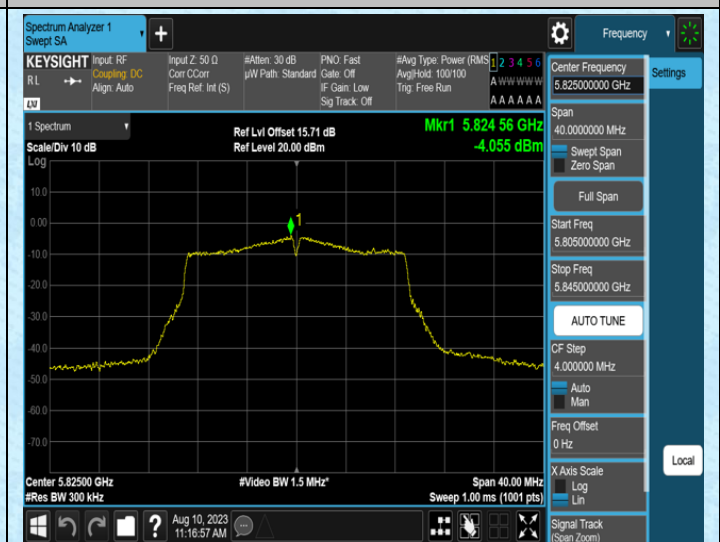 Spectrum Analyzer 1
Swept SA
Frequency
KEYSIGHT
RL
LXI
Input: RF
Coupling: DC
Align: Auto
Input Z: 50 Ω
Corr CCorr
Freq Ref: Int (S)
#Atten: 30 dB
µW Path: Standard
PNO: Fast
Gate: Off
IF Gain: Low
Sig Track: Off
#Avg Type: Power (RMS
Avg|Hold: 100/100
Trig: Free Run
1 2 3 4 5 6
A W W W W W
A A A A A A
1 Spectrum
Scale/Div 10 dB
Log
Ref Lvl Offset 15.71 dB
Ref Level 20.00 dBm
Mkr1 5.824 56 GHz
-4.055 dBm
10.0
0.00
-10.0
-20.0
-30.0
-40.0
-50.0
-60.0
-70.0
1
Center 5.82500 GHz
#Res BW 300 kHz
#Video BW 1.5 MHz*
Span 40.00 MHz
Sweep 1.00 ms (1001 pts)
Center Frequency
5.825000000 GHz
Span
40.0000000 MHz
Swept Span
Zero Span
Full Span
Start Freq
5.805000000 GHz
Stop Freq
5.845000000 GHz
AUTO TUNE
CF Step
4.000000 MHz
Auto
Man
Freq Offset
0 Hz
X Axis Scale
Log
Lin
Signal Track
(Span Zoom)
Settings
Local
?
Aug 10, 2023
11:16:57 AM